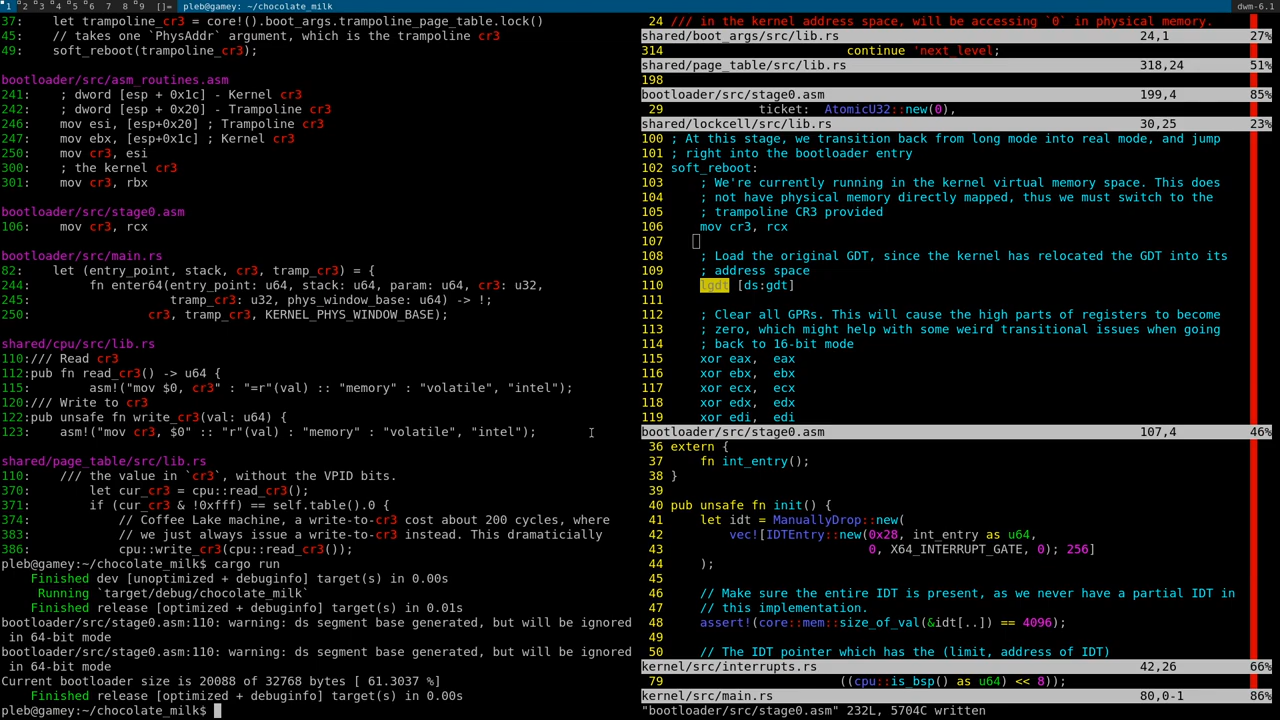 1 2 3 4 5 6 7 8 9 []= pleb@gamey:~/chocolate_milk dwm-6.1
37:    let trampoline_cr3 = core!().boot_args.trampoline_page_table.lock()
45:    // takes one `PhysAddr` argument, which is the trampoline cr3
49:    soft_reboot(trampoline_cr3);
bootloader/src/asm_routines.asm
241:    ; dword [esp + 0x1c] - Kernel cr3
242:    ; dword [esp + 0x20] - Trampoline cr3
246:    mov esi, [esp+0x20] ; Trampoline cr3
247:    mov ebx, [esp+0x1c] ; Kernel cr3
250:    mov cr3, esi
300:    ; the kernel cr3
301:    mov cr3, rbx
bootloader/src/stage0.asm
106:    mov cr3, rcx
bootloader/src/main.rs
82:    let (entry_point, stack, cr3, tramp_cr3) = {
244:        fn enter64(entry_point: u64, stack: u64, param: u64, cr3: u32,
245:                   tramp_cr3: u32, phys_window_base: u64) -> !;
250:                cr3, tramp_cr3, KERNEL_PHYS_WINDOW_BASE);
shared/cpu/src/lib.rs
110:/// Read cr3
112:pub fn read_cr3() -> u64 {
115:        asm!("mov $0, cr3" : "=r"(val) :: "memory" : "volatile", "intel");
120:/// Write to cr3
122:pub unsafe fn write_cr3(val: u64) {
123:    asm!("mov cr3, $0" :: "r"(val) : "memory" : "volatile", "intel");
shared/page_table/src/lib.rs
110:    /// the value in `cr3`, without the VPID bits.
370:        let cur_cr3 = cpu::read_cr3();
371:        if (cur_cr3 & !0xfff) == self.table().0 {
374:            // Coffee Lake machine, a write-to-cr3 cost about 200 cycles, where
383:            // we just always issue a write-to-cr3 instead. This dramatically
386:            cpu::write_cr3(cpu::read_cr3());
pleb@gamey:~/chocolate_milk$ cargo run
    Finished dev [unoptimized + debuginfo] target(s) in 0.00s
     Running `target/debug/chocolate_milk`
    Finished release [optimized + debuginfo] target(s) in 0.01s
bootloader/src/stage0.asm:110: warning: ds segment base generated, but will be ignored
 in 64-bit mode
bootloader/src/stage0.asm:110: warning: ds segment base generated, but will be ignored
 in 64-bit mode
Current bootloader size is 20088 of 32768 bytes [ 61.3037 %]
    Finished release [optimized + debuginfo] target(s) in 0.00s
pleb@gamey:~/chocolate_milk$
24 /// in the kernel address space, will be accessing `0` in physical memory.
shared/boot_args/src/lib.rs 24,1 27%
314                         continue 'next_level;
shared/page_table/src/lib.rs 318,24 51%
198
bootloader/src/stage0.asm 199,4 85%
29             ticket:  AtomicU32::new(0),
shared/lockcell/src/lib.rs 30,25 23%
100 ; At this stage, we transition back from long mode into real mode, and jump
101 ; right into the bootloader entry
102 soft_reboot:
103     ; We're currently running in the kernel virtual memory space. This does
104     ; not have physical memory directly mapped, thus we must switch to the
105     ; trampoline CR3 provided
106     mov cr3, rcx
107
108     ; Load the original GDT, since the kernel has relocated the GDT into its
109     ; address space
110     lgdt [ds:gdt]
111
112     ; Clear all GPRs. This will cause the high parts of registers to become
113     ; zero, which might help with some weird transitional issues when going
114     ; back to 16-bit mode
115     xor eax,  eax
116     xor ebx,  ebx
117     xor ecx,  ecx
118     xor edx,  edx
119     xor edi,  edi
bootloader/src/stage0.asm 107,4 46%
36 extern {
37     fn int_entry();
38 }
39
40 pub unsafe fn init() {
41     let idt = ManuallyDrop::new(
42         vec![IDTEntry::new(0x28, int_entry as u64,
43                            0, X64_INTERRUPT_GATE, 0); 256]
44     );
45
46     // Make sure the entire IDT is present, as we never have a partial IDT in
47     // this implementation.
48     assert!(core::mem::size_of_val(&idt[..]) == 4096);
49
50     // The IDT pointer which has the (limit, address of IDT)
kernel/src/interrupts.rs 42,26 66%
79                        ((cpu::is_bsp() as u64) << 8));
kernel/src/main.rs 80,0-1 86%
"bootloader/src/stage0.asm" 232L, 5704C written